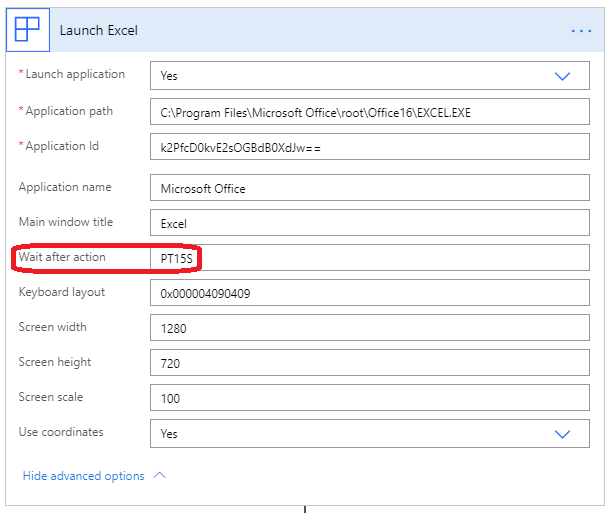 Launch Excel
* Launch application Yes
* Application path C:\Program Files\Microsoft Office\root\Office16\EXCEL.EXE
* Application Id k2PfcD0kvE2sOGBdB0XdJw==
Application name Microsoft Office
Main window title Excel
Wait after action PT15S
Keyboard layout 0x000004090409
Screen width 1280
Screen height 720
Screen scale 100
Use coordinates Yes
Hide advanced options